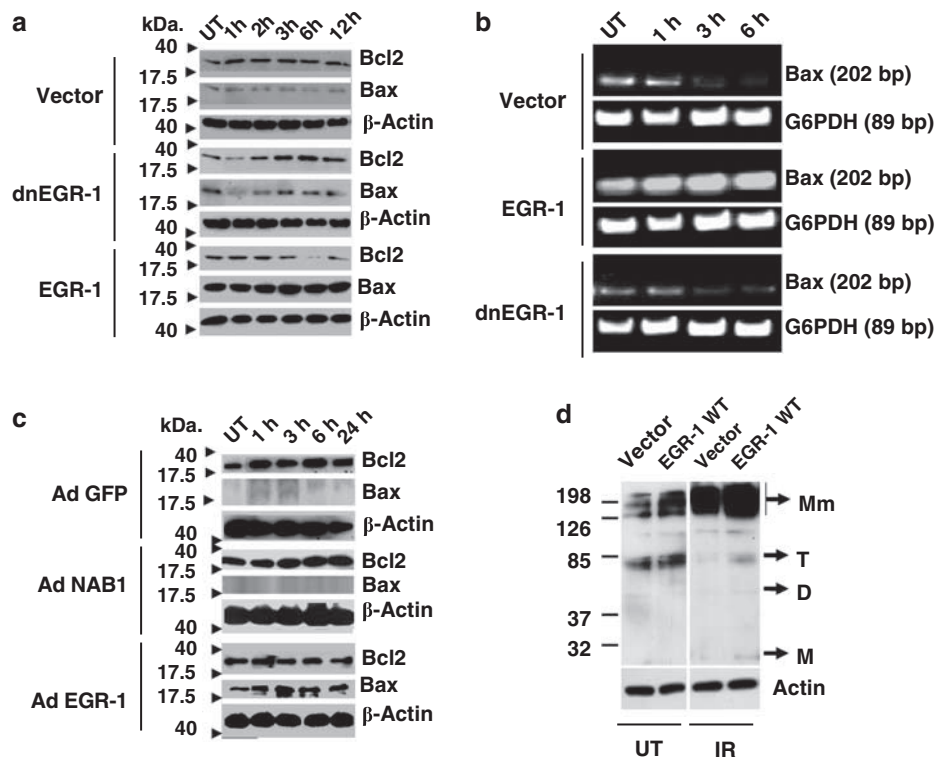 a
kDa. UT 1h 2h 3h 6h 12 h
Vector
40
17.5
Bcl2
17.5
Bax
40
β-Actin
dnEGR-1
40
17.5
Bcl2
17.5
Bax
40
β-Actin
EGR-1
40
17.5
Bcl2
17.5
Bax
40
β-Actin
b
UT 1 h 3 h 6 h
Vector
Bax (202 bp)
G6PDH (89 bp)
EGR-1
Bax (202 bp)
G6PDH (89 bp)
dnEGR-1
Bax (202 bp)
G6PDH (89 bp)
c
kDa. UT 1 h 3 h 6 h 24 h
Ad GFP
40
17.5
Bcl2
17.5
Bax
40
β-Actin
Ad NAB1
40
17.5
Bcl2
17.5
Bax
40
β-Actin
Ad EGR-1
40
17.5
Bcl2
17.5
Bax
40
β-Actin
d
Vector EGR-1 WT Vector EGR-1 WT
198
Mm
126
85
T
D
37
32
M
Actin
UT IR